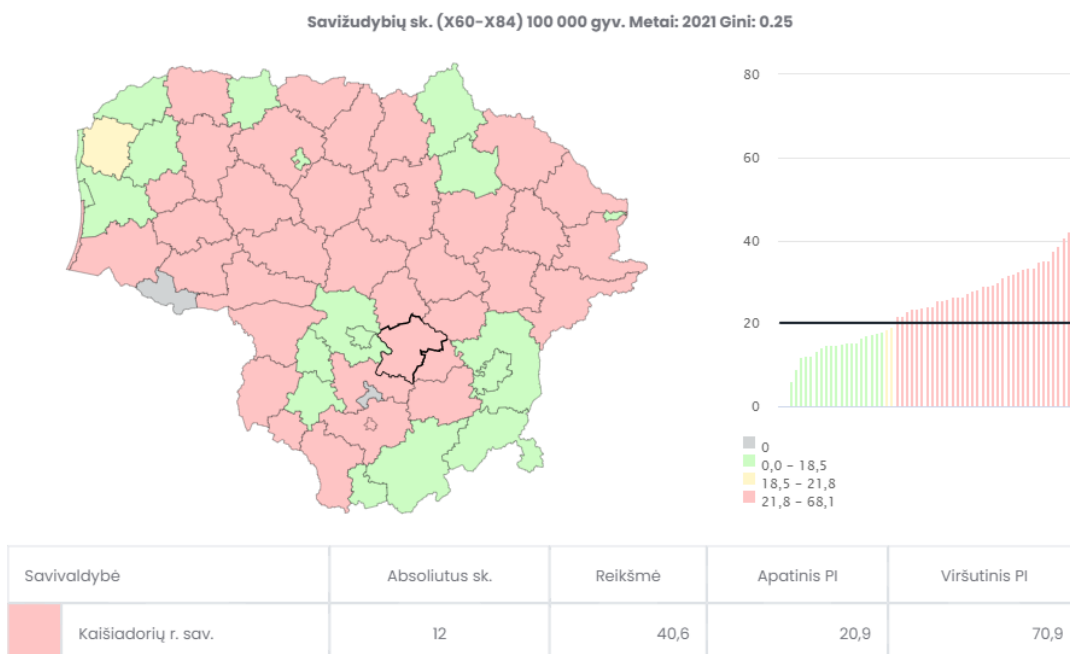 Savižudybių sk. (X60-X84) 100 000 gyv. Metai: 2021 Gini: 0.25
80
60
40
20
0
0
0,0 - 18,5
18,5 - 21,8
21,8 - 68,1
Savivaldybė Absoliutus sk. Reikšmė Apatinis PI Viršutinis PI
Kaišiadorių r. sav. 12 40,6 20,9 70,9